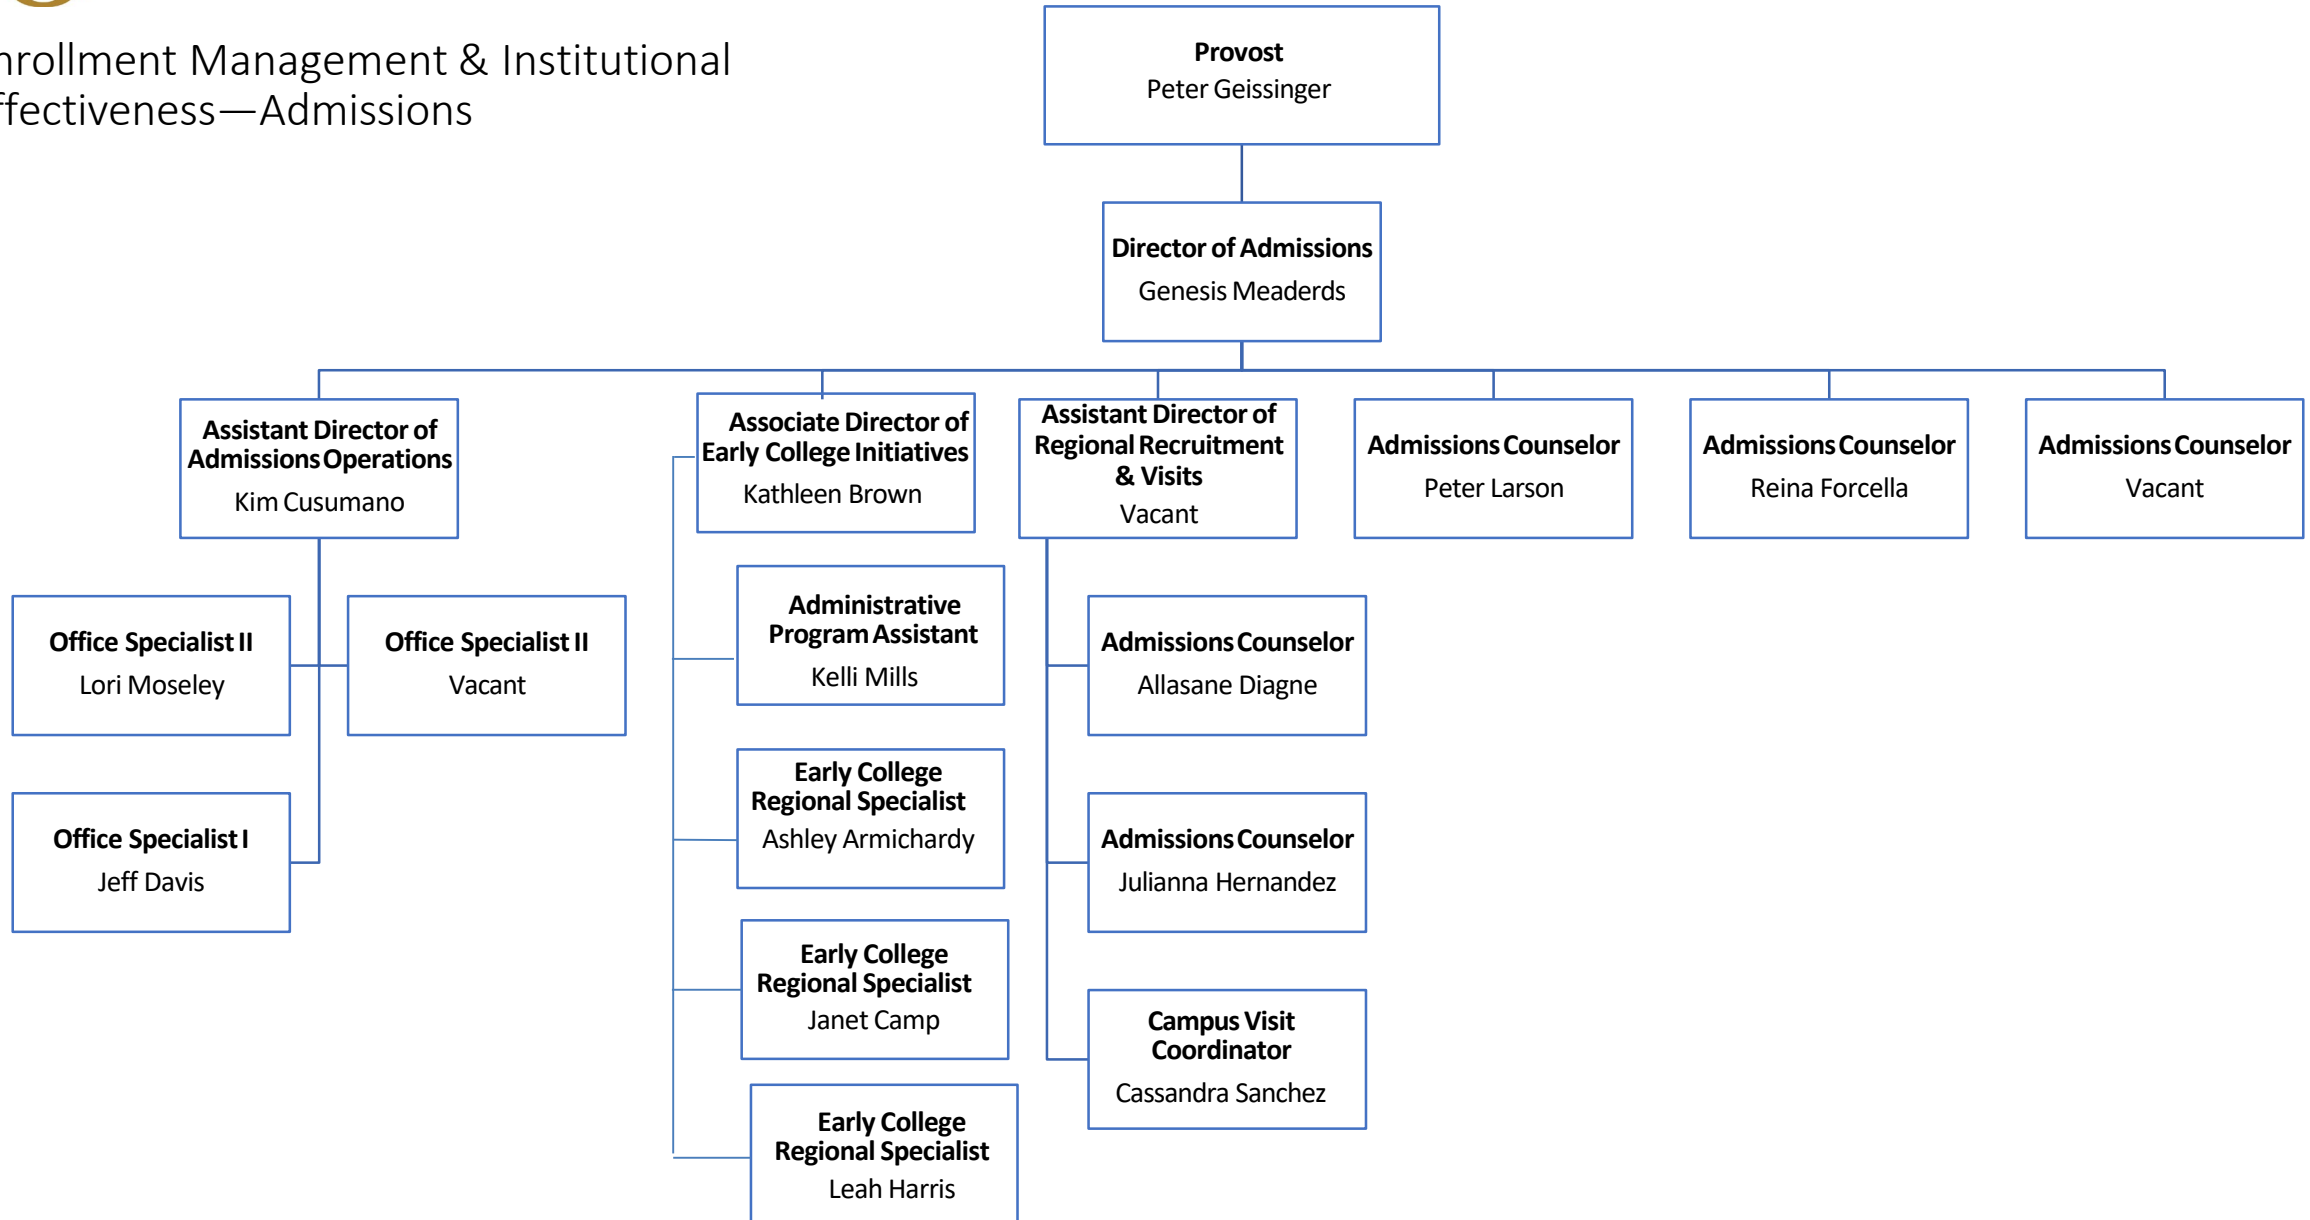 nrollment Management & Institutional
ffectiveness—Admissions
Provost
Peter Geissinger
Director of Admissions
Genesis Meaderds
Assistant Director of
Admissions Operations
Kim Cusumano
Associate Director of
Early College Initiatives
Kathleen Brown
Assistant Director of
Regional Recruitment
& Visits
Vacant
Admissions Counselor
Peter Larson
Admissions Counselor
Reina Forcella
Admissions Counselor
Vacant
Office Specialist II
Lori Moseley
Office Specialist II
Vacant
Office Specialist I
Jeff Davis
Administrative
Program Assistant
Kelli Mills
Early College
Regional Specialist
Ashley Armichardy
Early College
Regional Specialist
Janet Camp
Early College
Regional Specialist
Leah Harris
Admissions Counselor
Allasane Diagne
Admissions Counselor
Julianna Hernandez
Campus Visit
Coordinator
Cassandra Sanchez